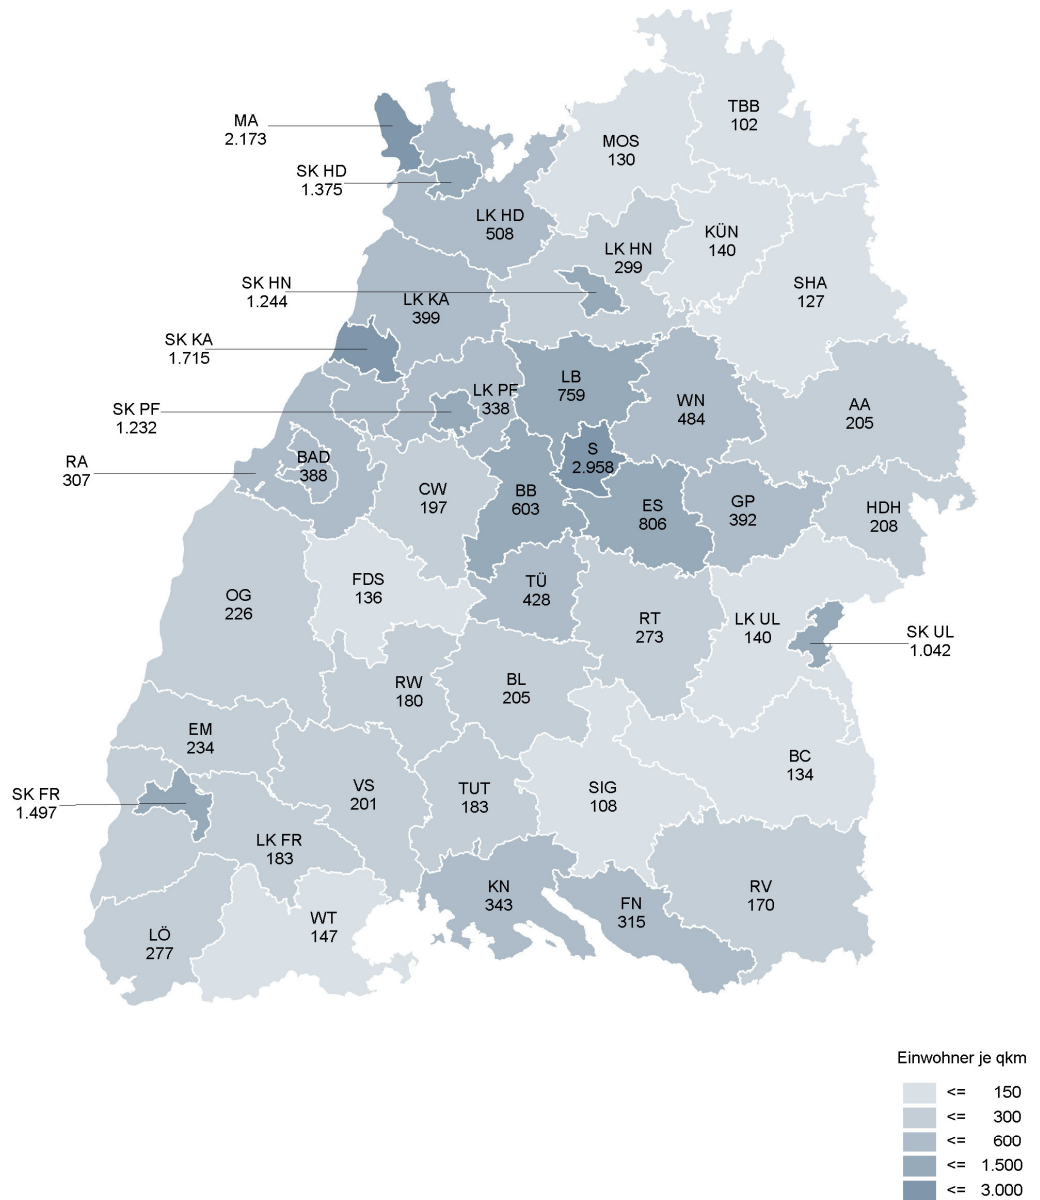 TBB
102
MA
2.173
MOS
130
SK HD
1.375
LK HD
508
KÜN
140
LK HN
299
SK HN
1.244
SHA
127
LK KA
399
SK KA
1.715
LB
759
LK PF
338
WN
484
AA
205
SK PF
1.232
S
2.958
BAD
388
RA
307
CW
197
BB
603
ES
806
GP
392
HDH
208
FDS
136
TÜ
428
OG
226
RT
273
LK UL
140
SK UL
1.042
RW
180
BL
205
EM
234
BC
134
VS
201
TUT
183
SIG
108
SK FR
1.497
LK FR
183
KN
343
FN
315
RV
170
WT
147
LÖ
277
Einwohner je qkm
<= 150
<= 300
<= 600
<= 1.500
<= 3.000